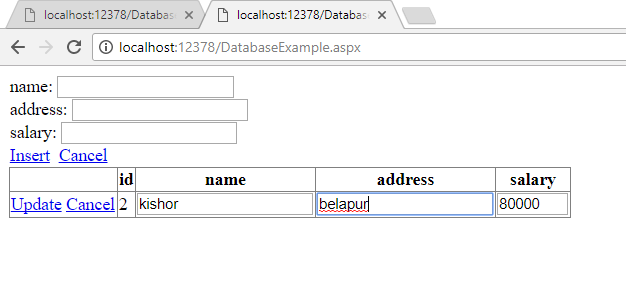 localhost:12378/Databas localhost:12378/Databas
localhost:12378/DatabaseExample.aspx
name:
address:
salary:
Insert Cancel
id name address salary
Update Cancel 2 kishor belapur 80000